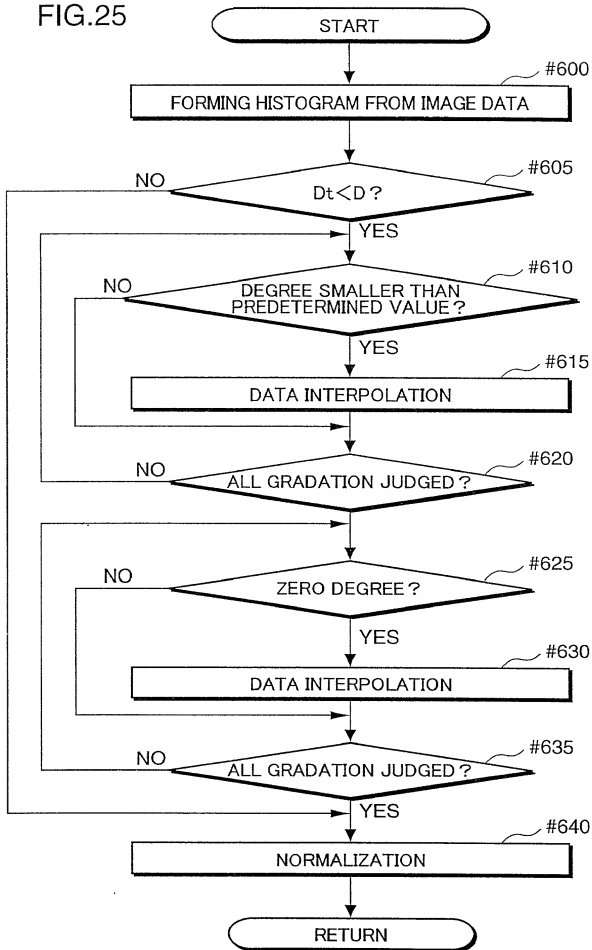 FIG.25
START
#600
FORMING HISTOGRAM FROM IMAGE DATA
#605
NO
Dt<D?
YES
#610
NO
DEGREE SMALLER THAN
PREDETERMINED VALUE?
YES
#615
DATA INTERPOLATION
#620
NO
ALL GRADATION JUDGED?
#625
NO
ZERO DEGREE?
YES
#630
DATA INTERPOLATION
#635
NO
ALL GRADATION JUDGED?
YES
#640
NORMALIZATION
RETURN